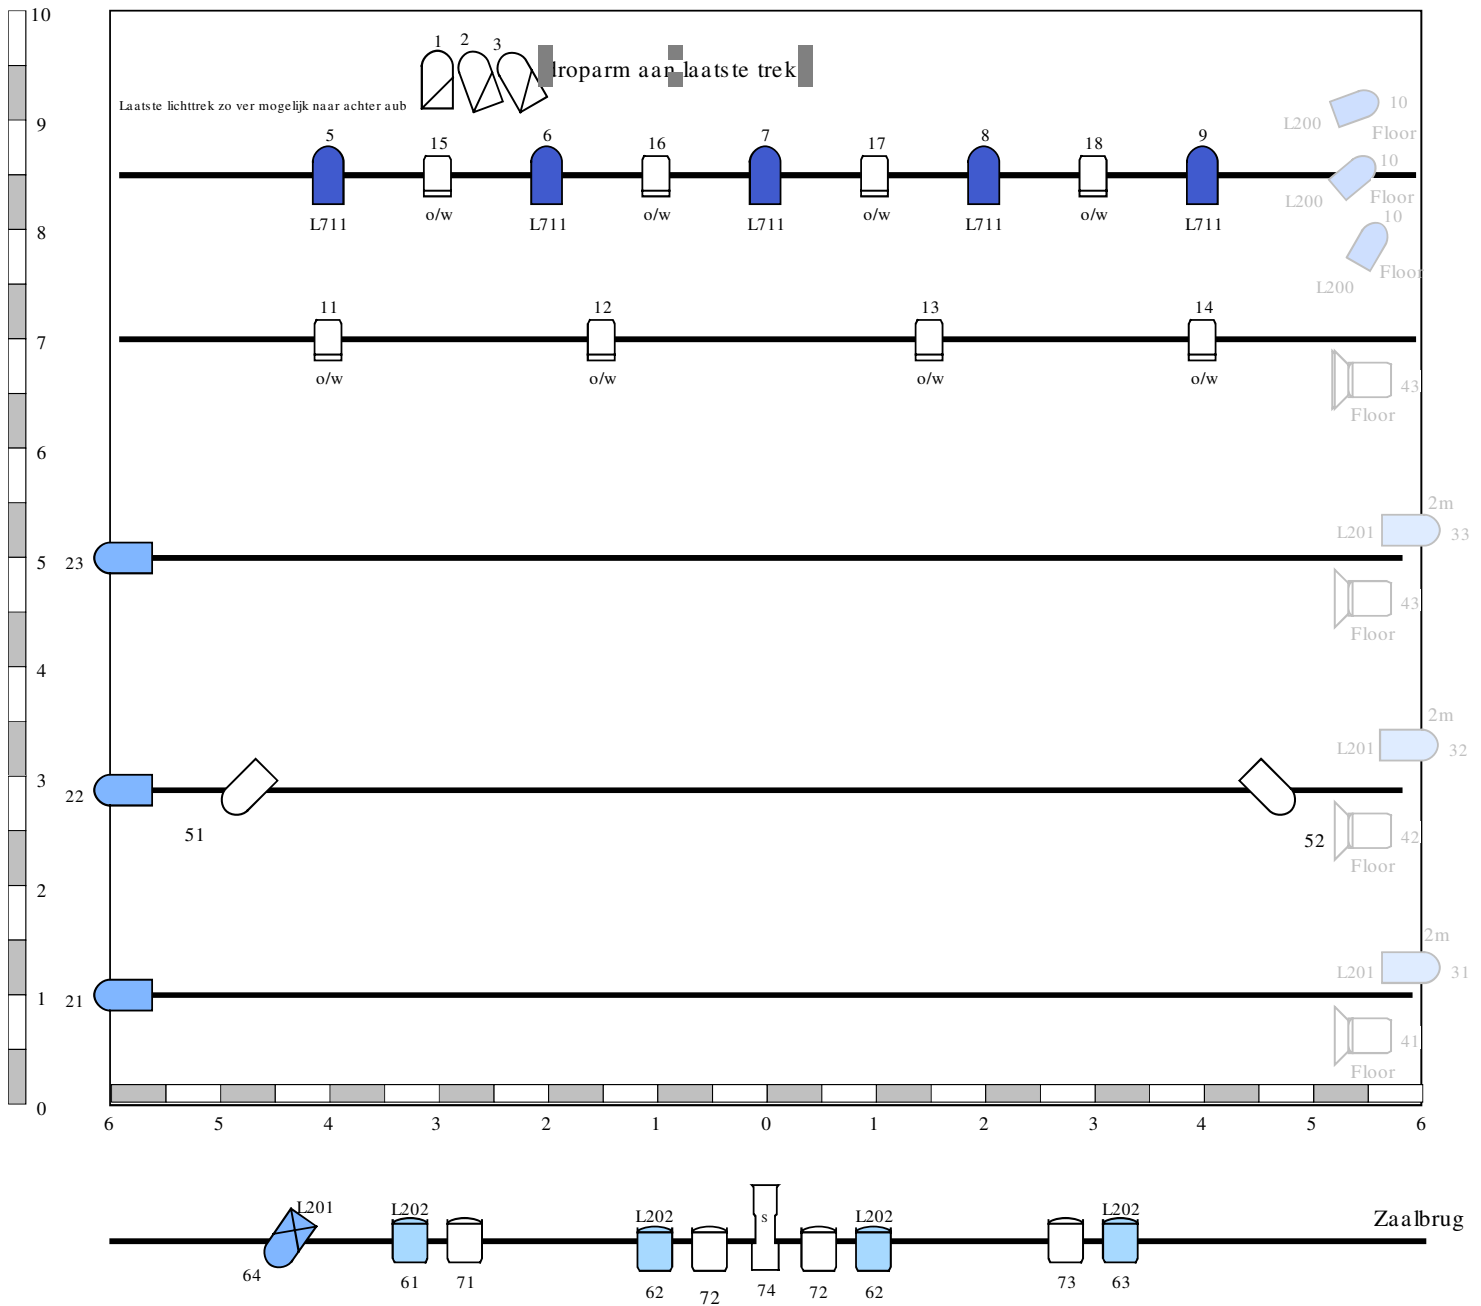 10
1 2 3
droparm aan laatste trek
Laatste lichttrek zo ver mogelijk naar achter aub
10
L200
Floor
9
5 15 6 16 7 17 8 18 9
10
L200
Floor
L711 o/w L711 o/w L711 o/w L711 o/w L711
8
10
Floor
L200
11 12 13 14
7
o/w o/w o/w o/w
43
Floor
6
2m
L201 33
5 23
43
Floor
4
2m
L201 32
3
22
51 52
42
Floor
2
2m
L201 31
1 21
41
Floor
0
6 5 4 3 2 1 0 1 2 3 4 5 6
L201 L202 L202 s L202 L202
Zaalbrug
64 61 71 62 72 74 72 62 73 63